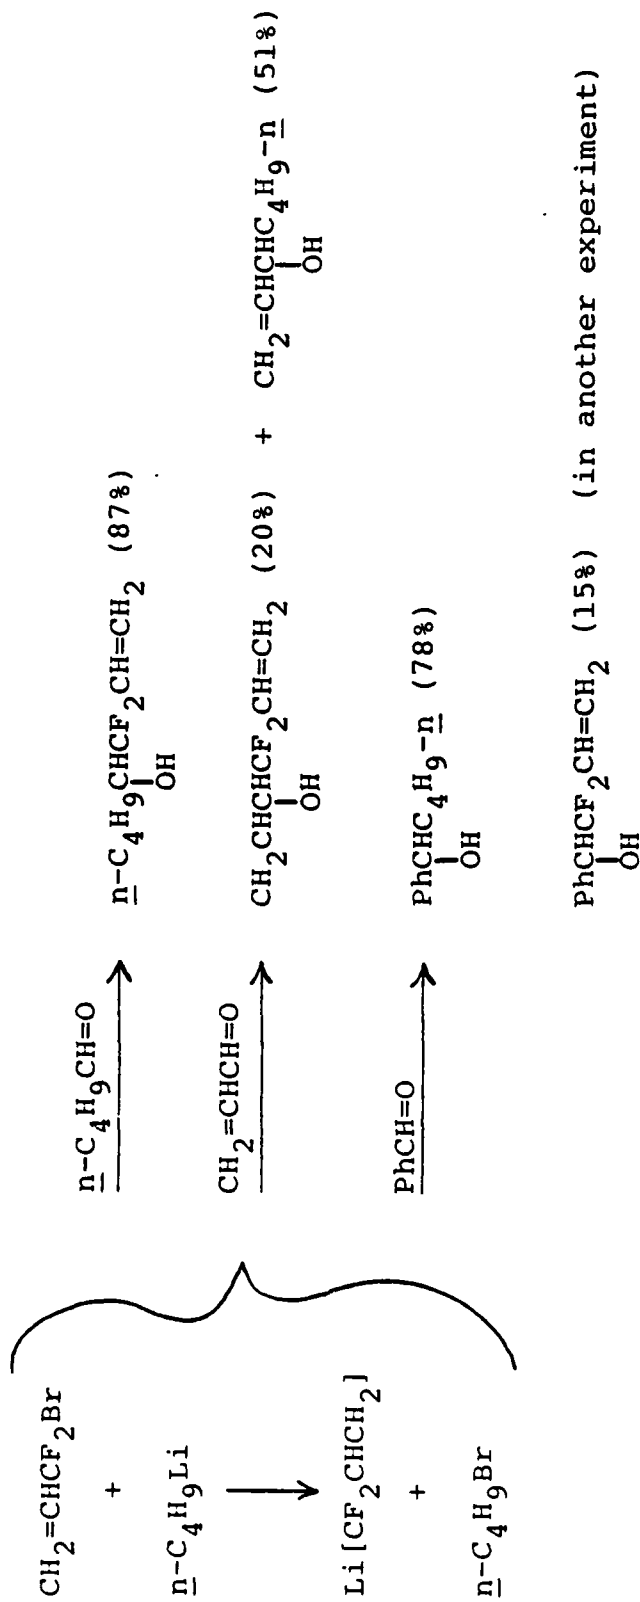 CH2=CHCF2Br
+
n-C4H9Li
Li[CF2CHCH2]
+
n-C4H9Br
n-C4H9CH=O
n-C4H9CHCF2CH=CH2 (87%)
OH
CH2=CHCH=O
CH2CHCHCF2CH=CH2 (20%) + CH2=CHCHC4H9-n (51%)
OH OH
PhCH=O
PhCHC4H9-n (78%)
OH
PhCHCF2CH=CH2 (15%) (in another experiment)
OH